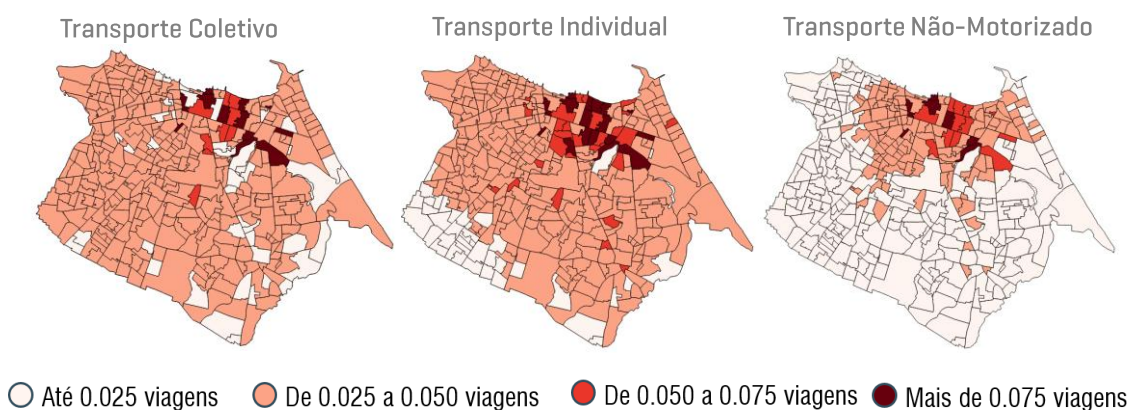 Transporte Coletivo
Transporte Individual
Transporte Não-Motorizado
Até 0.025 viagens
De 0.025 a 0.050 viagens
De 0.050 a 0.075 viagens
Mais de 0.075 viagens